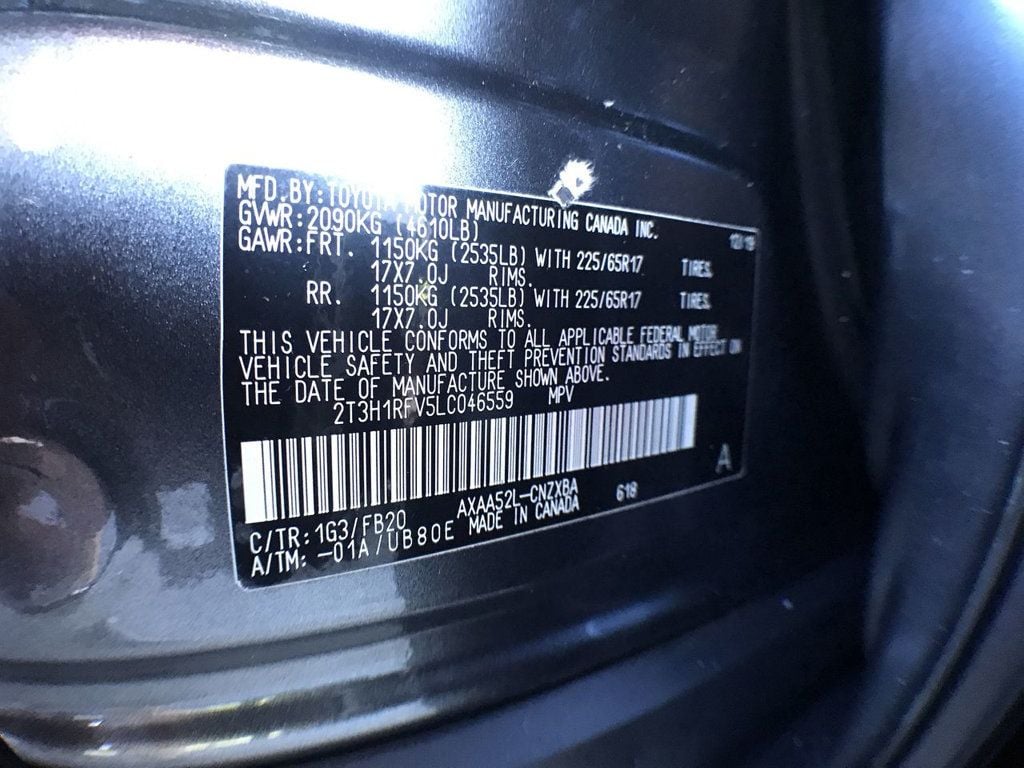 MFD.BY:TOYOTA MOTOR MANUFACTURING CANADA INC.
GVWR:2090KG (4610LB) 12/19
GAWR:FRT. 1150KG (2535LB) WITH 225/65R17 TIRES.
17X7.0J RIMS.
RR. 1150KG (2535LB) WITH 225/65R17 TIRES.
17X7.0J RIMS.
THIS VEHICLE CONFORMS TO ALL APPLICABLE FEDERAL MOTOR
VEHICLE SAFETY AND THEFT PREVENTION STANDARDS IN EFFECT ON
THE DATE OF MANUFACTURE SHOWN ABOVE.
2T3H1RFV5LC046559 MPV
A
C/TR:1G3/FB20 AXAA52L-CNZXBA 618
A/TM:-01A/UB80E MADE IN CANADA